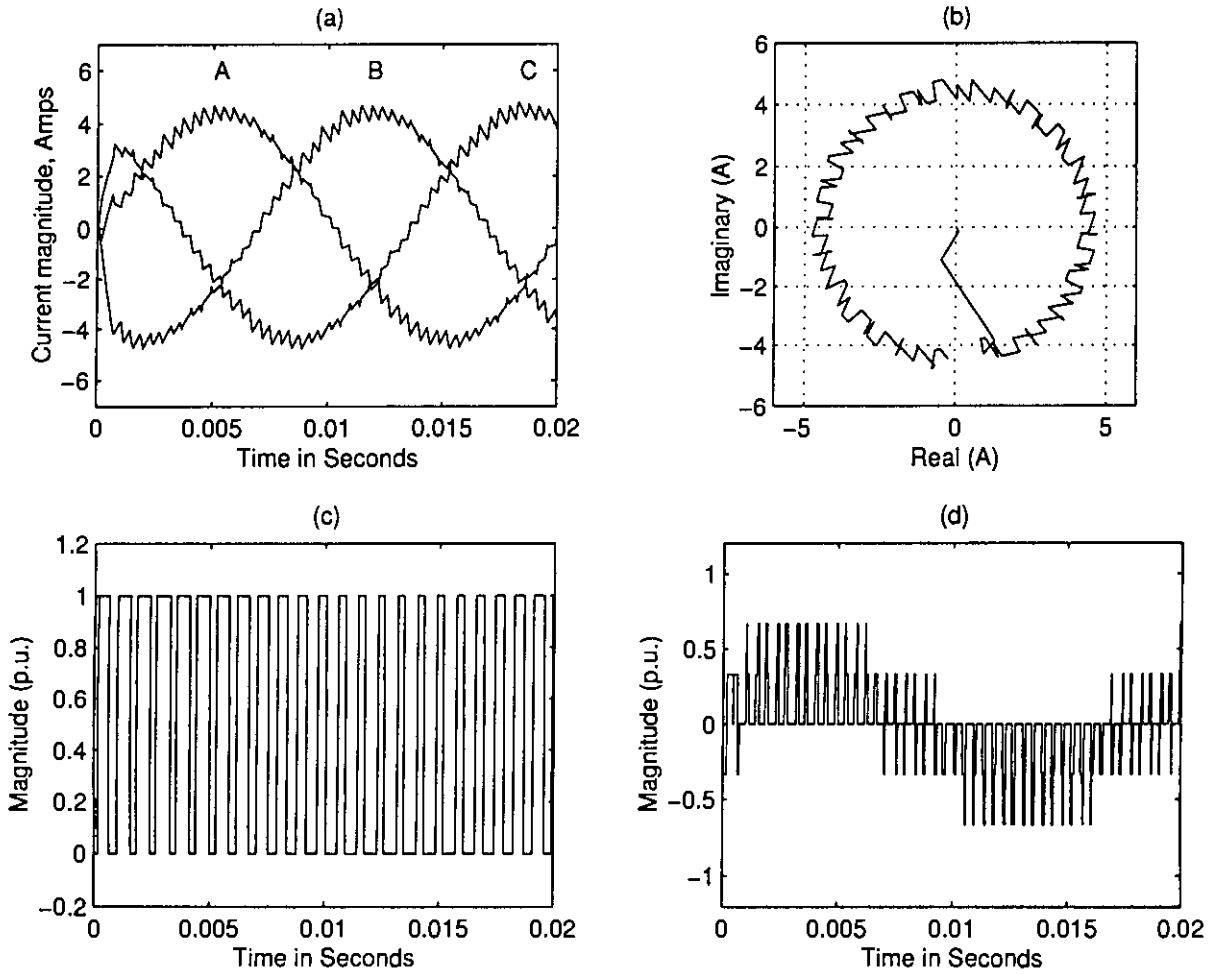 (a)
A B C
Current magnitude, Amps
6
4
2
0
−2
−4
−6
0 0.005 0.01 0.015 0.02
Time in Seconds
(b)
Imaginary (A)
6
4
2
0
−2
−4
−6
−5 0 5
Real (A)
(c)
Magnitude (p.u.)
1.2
1
0.8
0.6
0.4
0.2
0
−0.2
0 0.005 0.01 0.015 0.02
Time in Seconds
(d)
Magnitude (p.u.)
1
0.5
0
−0.5
−1
0 0.005 0.01 0.015 0.02
Time in Seconds